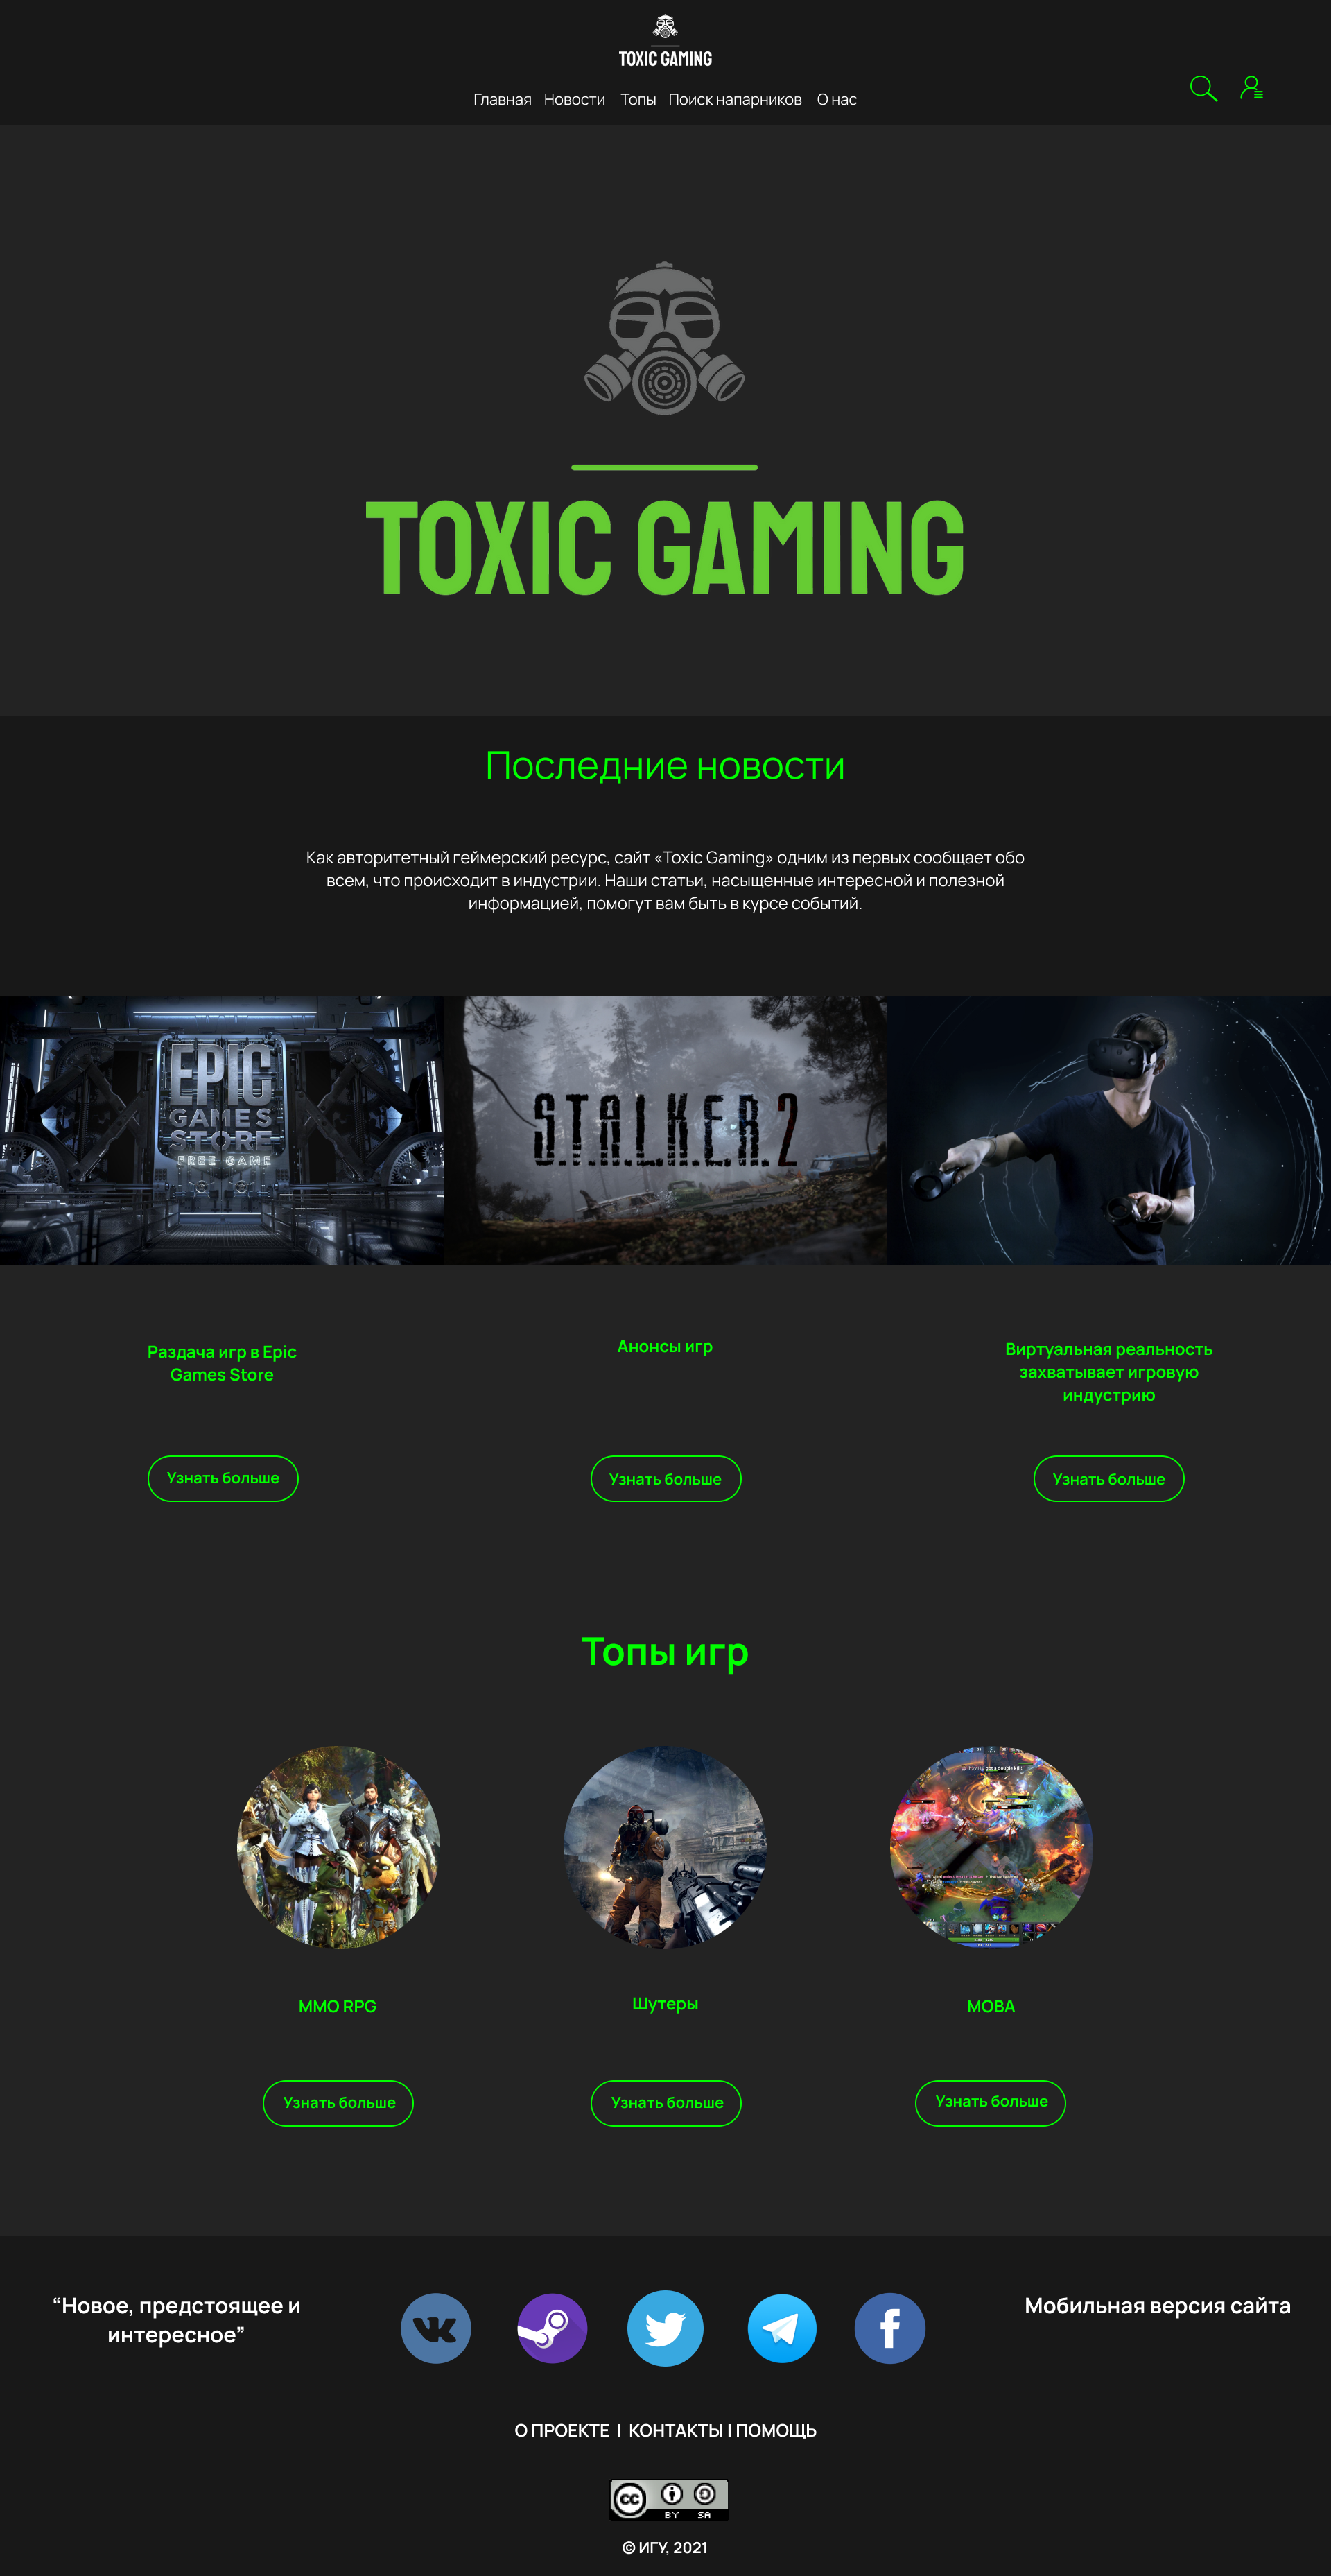 TOXIC GAMING
Главная Новости Топы Поиск напарников О нас
TOXIC GAMING
Последние новости
Как авторитетный геймерский ресурс, сайт «Toxic Gaming» одним из первых сообщает обо
всем, что происходит в индустрии. Наши статьи, насыщенные интересной и полезной
информацией, помогут вам быть в курсе событий.
EPIC
GAMES
STORE
FREE GAME
S.T.A.L.K.E.R. 2
Раздача игр в Epic
Games Store
Анонсы игр
Виртуальная реальность
захватывает игровую
индустрию
Узнать больше
Узнать больше
Узнать больше
Топы игр
got a double kill!
MMO RPG
Шутеры
MOBA
Узнать больше
Узнать больше
Узнать больше
“Новое, предстоящее и
интересное”
Мобильная версия сайта
О ПРОЕКТЕ | КОНТАКТЫ | ПОМОЩЬ
CC BY SA
© ИГУ, 2021